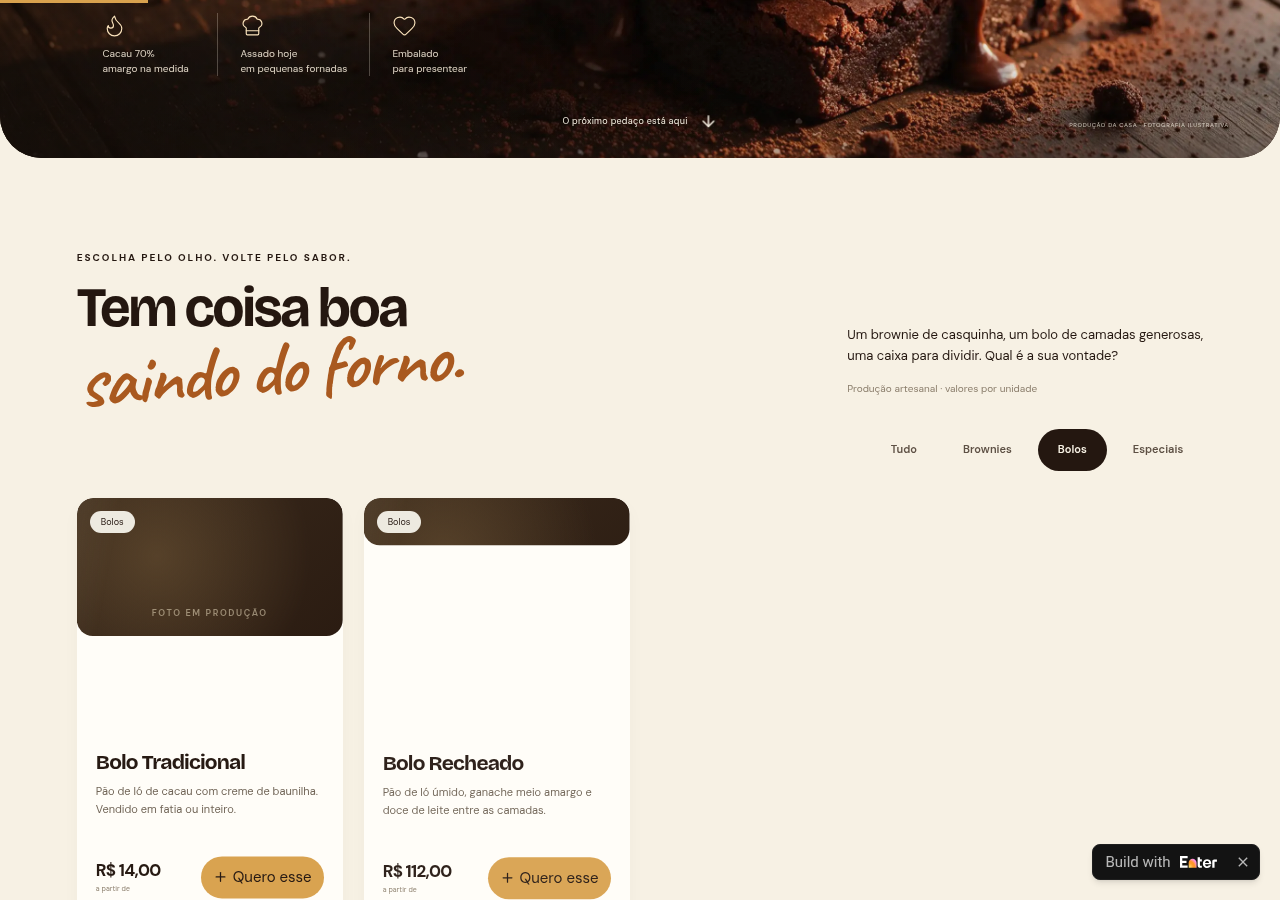 Cacau 70%
amargo na medida
Assado hoje
em pequenas fornadas
Embalado
para presentear
O próximo pedaço está aqui
PRODUÇÃO DA CASA · FOTOGRAFIA ILUSTRATIVA
ESCOLHA PELO OLHO. VOLTE PELO SABOR.
Tem coisa boa
saindo do forno.
Um brownie de casquinha, um bolo de camadas generosas,
uma caixa para dividir. Qual é a sua vontade?
Produção artesanal · valores por unidade
Tudo
Brownies
Bolos
Especiais
Bolos
FOTO EM PRODUÇÃO
Bolo Tradicional
Pão de ló de cacau com creme de baunilha.
Vendido em fatia ou inteiro.
R$ 14,00
a partir de
+ Quero esse
Bolos
Bolo Recheado
Pão de ló úmido, ganache meio amargo e
doce de leite entre as camadas.
R$ 112,00
a partir de
+ Quero esse
Build with Enter